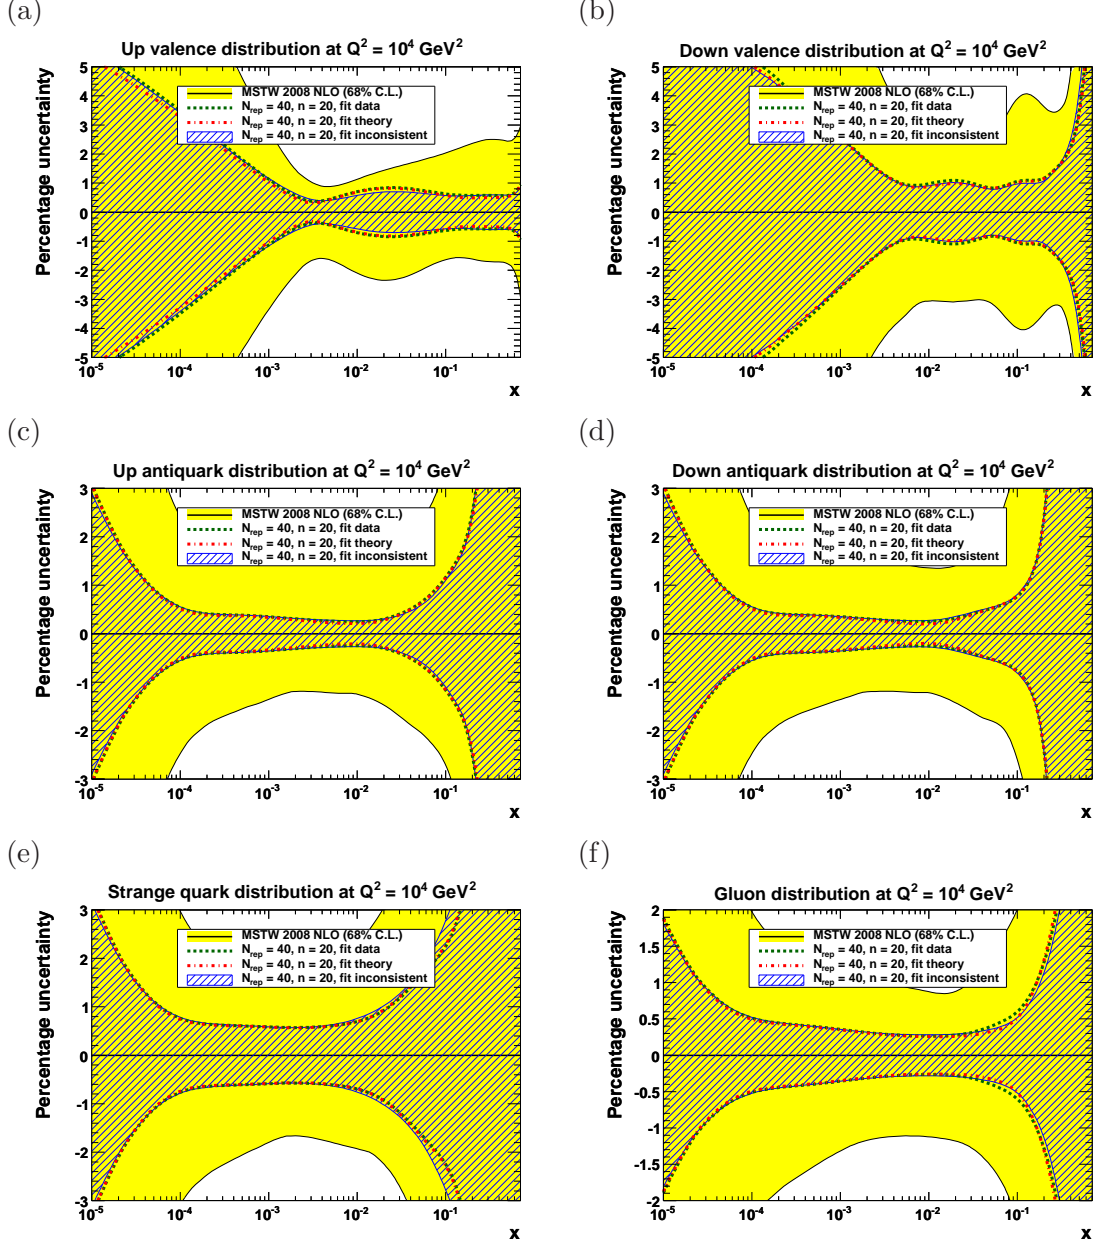 (a)
Up valence distribution at Q² = 10⁴ GeV²
Percentage uncertainty
5
4
3
2
1
0
-1
-2
-3
-4
-5
MSTW 2008 NLO (68% C.L.)
N_rep = 40, n = 20, fit data
N_rep = 40, n = 20, fit theory
N_rep = 40, n = 20, fit inconsistent
10⁻⁵ 10⁻⁴ 10⁻³ 10⁻² 10⁻¹
x
(b)
Down valence distribution at Q² = 10⁴ GeV²
Percentage uncertainty
5
4
3
2
1
0
-1
-2
-3
-4
-5
MSTW 2008 NLO (68% C.L.)
N_rep = 40, n = 20, fit data
N_rep = 40, n = 20, fit theory
N_rep = 40, n = 20, fit inconsistent
10⁻⁵ 10⁻⁴ 10⁻³ 10⁻² 10⁻¹
x
(c)
Up antiquark distribution at Q² = 10⁴ GeV²
Percentage uncertainty
3
2
1
0
-1
-2
-3
MSTW 2008 NLO (68% C.L.)
N_rep = 40, n = 20, fit data
N_rep = 40, n = 20, fit theory
N_rep = 40, n = 20, fit inconsistent
10⁻⁵ 10⁻⁴ 10⁻³ 10⁻² 10⁻¹
x
(d)
Down antiquark distribution at Q² = 10⁴ GeV²
Percentage uncertainty
3
2
1
0
-1
-2
-3
MSTW 2008 NLO (68% C.L.)
N_rep = 40, n = 20, fit data
N_rep = 40, n = 20, fit theory
N_rep = 40, n = 20, fit inconsistent
10⁻⁵ 10⁻⁴ 10⁻³ 10⁻² 10⁻¹
x
(e)
Strange quark distribution at Q² = 10⁴ GeV²
Percentage uncertainty
3
2
1
0
-1
-2
-3
MSTW 2008 NLO (68% C.L.)
N_rep = 40, n = 20, fit data
N_rep = 40, n = 20, fit theory
N_rep = 40, n = 20, fit inconsistent
10⁻⁵ 10⁻⁴ 10⁻³ 10⁻² 10⁻¹
x
(f)
Gluon distribution at Q² = 10⁴ GeV²
Percentage uncertainty
2
1.5
1
0.5
0
-0.5
-1
-1.5
-2
MSTW 2008 NLO (68% C.L.)
N_rep = 40, n = 20, fit data
N_rep = 40, n = 20, fit theory
N_rep = 40, n = 20, fit inconsistent
10⁻⁵ 10⁻⁴ 10⁻³ 10⁻² 10⁻¹
x